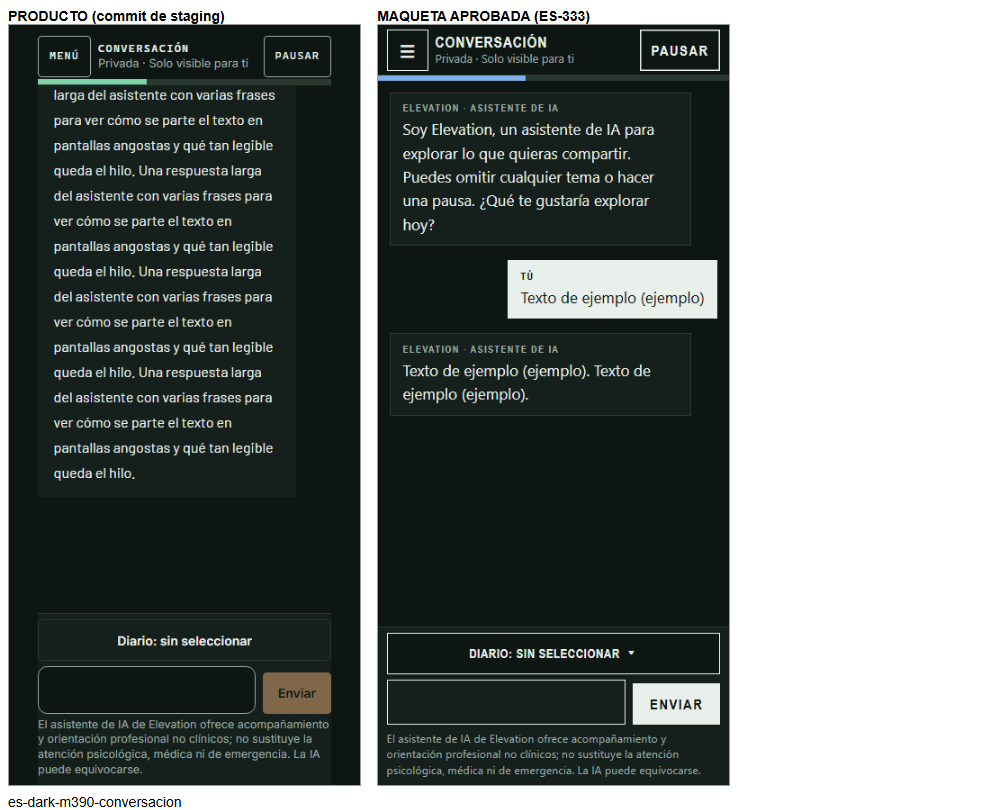 PRODUCTO (commit de staging)
MENÚ
CONVERSACIÓN
Privada · Solo visible para ti
PAUSAR
larga del asistente con varias frases
para ver cómo se parte el texto en
pantallas angostas y qué tan legible
queda el hilo. Una respuesta larga
del asistente con varias frases para
ver cómo se parte el texto en
pantallas angostas y qué tan legible
queda el hilo. Una respuesta larga
del asistente con varias frases para
ver cómo se parte el texto en
pantallas angostas y qué tan legible
queda el hilo. Una respuesta larga
del asistente con varias frases para
ver cómo se parte el texto en
pantallas angostas y qué tan legible
queda el hilo.
Diario: sin seleccionar
Enviar
El asistente de IA de Elevation ofrece acompañamiento
y orientación profesional no clínicos; no sustituye la
atención psicológica, médica ni de emergencia. La IA
puede equivocarse.
MAQUETA APROBADA (ES-333)
CONVERSACIÓN
Privada · Solo visible para ti
PAUSAR
ELEVATION · ASISTENTE DE IA
Soy Elevation, un asistente de IA para
explorar lo que quieras compartir.
Puedes omitir cualquier tema o hacer
una pausa. ¿Qué te gustaría explorar
hoy?
TÚ
Texto de ejemplo (ejemplo)
ELEVATION · ASISTENTE DE IA
Texto de ejemplo (ejemplo). Texto de
ejemplo (ejemplo).
DIARIO: SIN SELECCIONAR
ENVIAR
El asistente de IA de Elevation ofrece acompañamiento y
orientación profesional no clínicos; no sustituye la atención
psicológica, médica ni de emergencia. La IA puede equivocarse.
es-dark-m390-conversacion